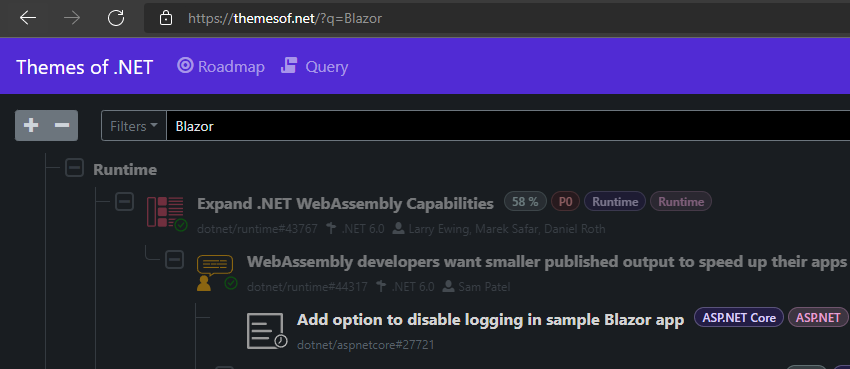 https://themesof.net/?q=Blazor
Themes of .NET Roadmap Query
Filters Blazor
Runtime
Expand .NET WebAssembly Capabilities 58 % P0 Runtime Runtime
dotnet/runtime#43767 .NET 6.0 Larry Ewing, Marek Safar, Daniel Roth
WebAssembly developers want smaller published output to speed up their apps
dotnet/runtime#44317 .NET 6.0 Sam Patel
Add option to disable logging in sample Blazor app ASP.NET Core ASP.NET
dotnet/aspnetcore#27721